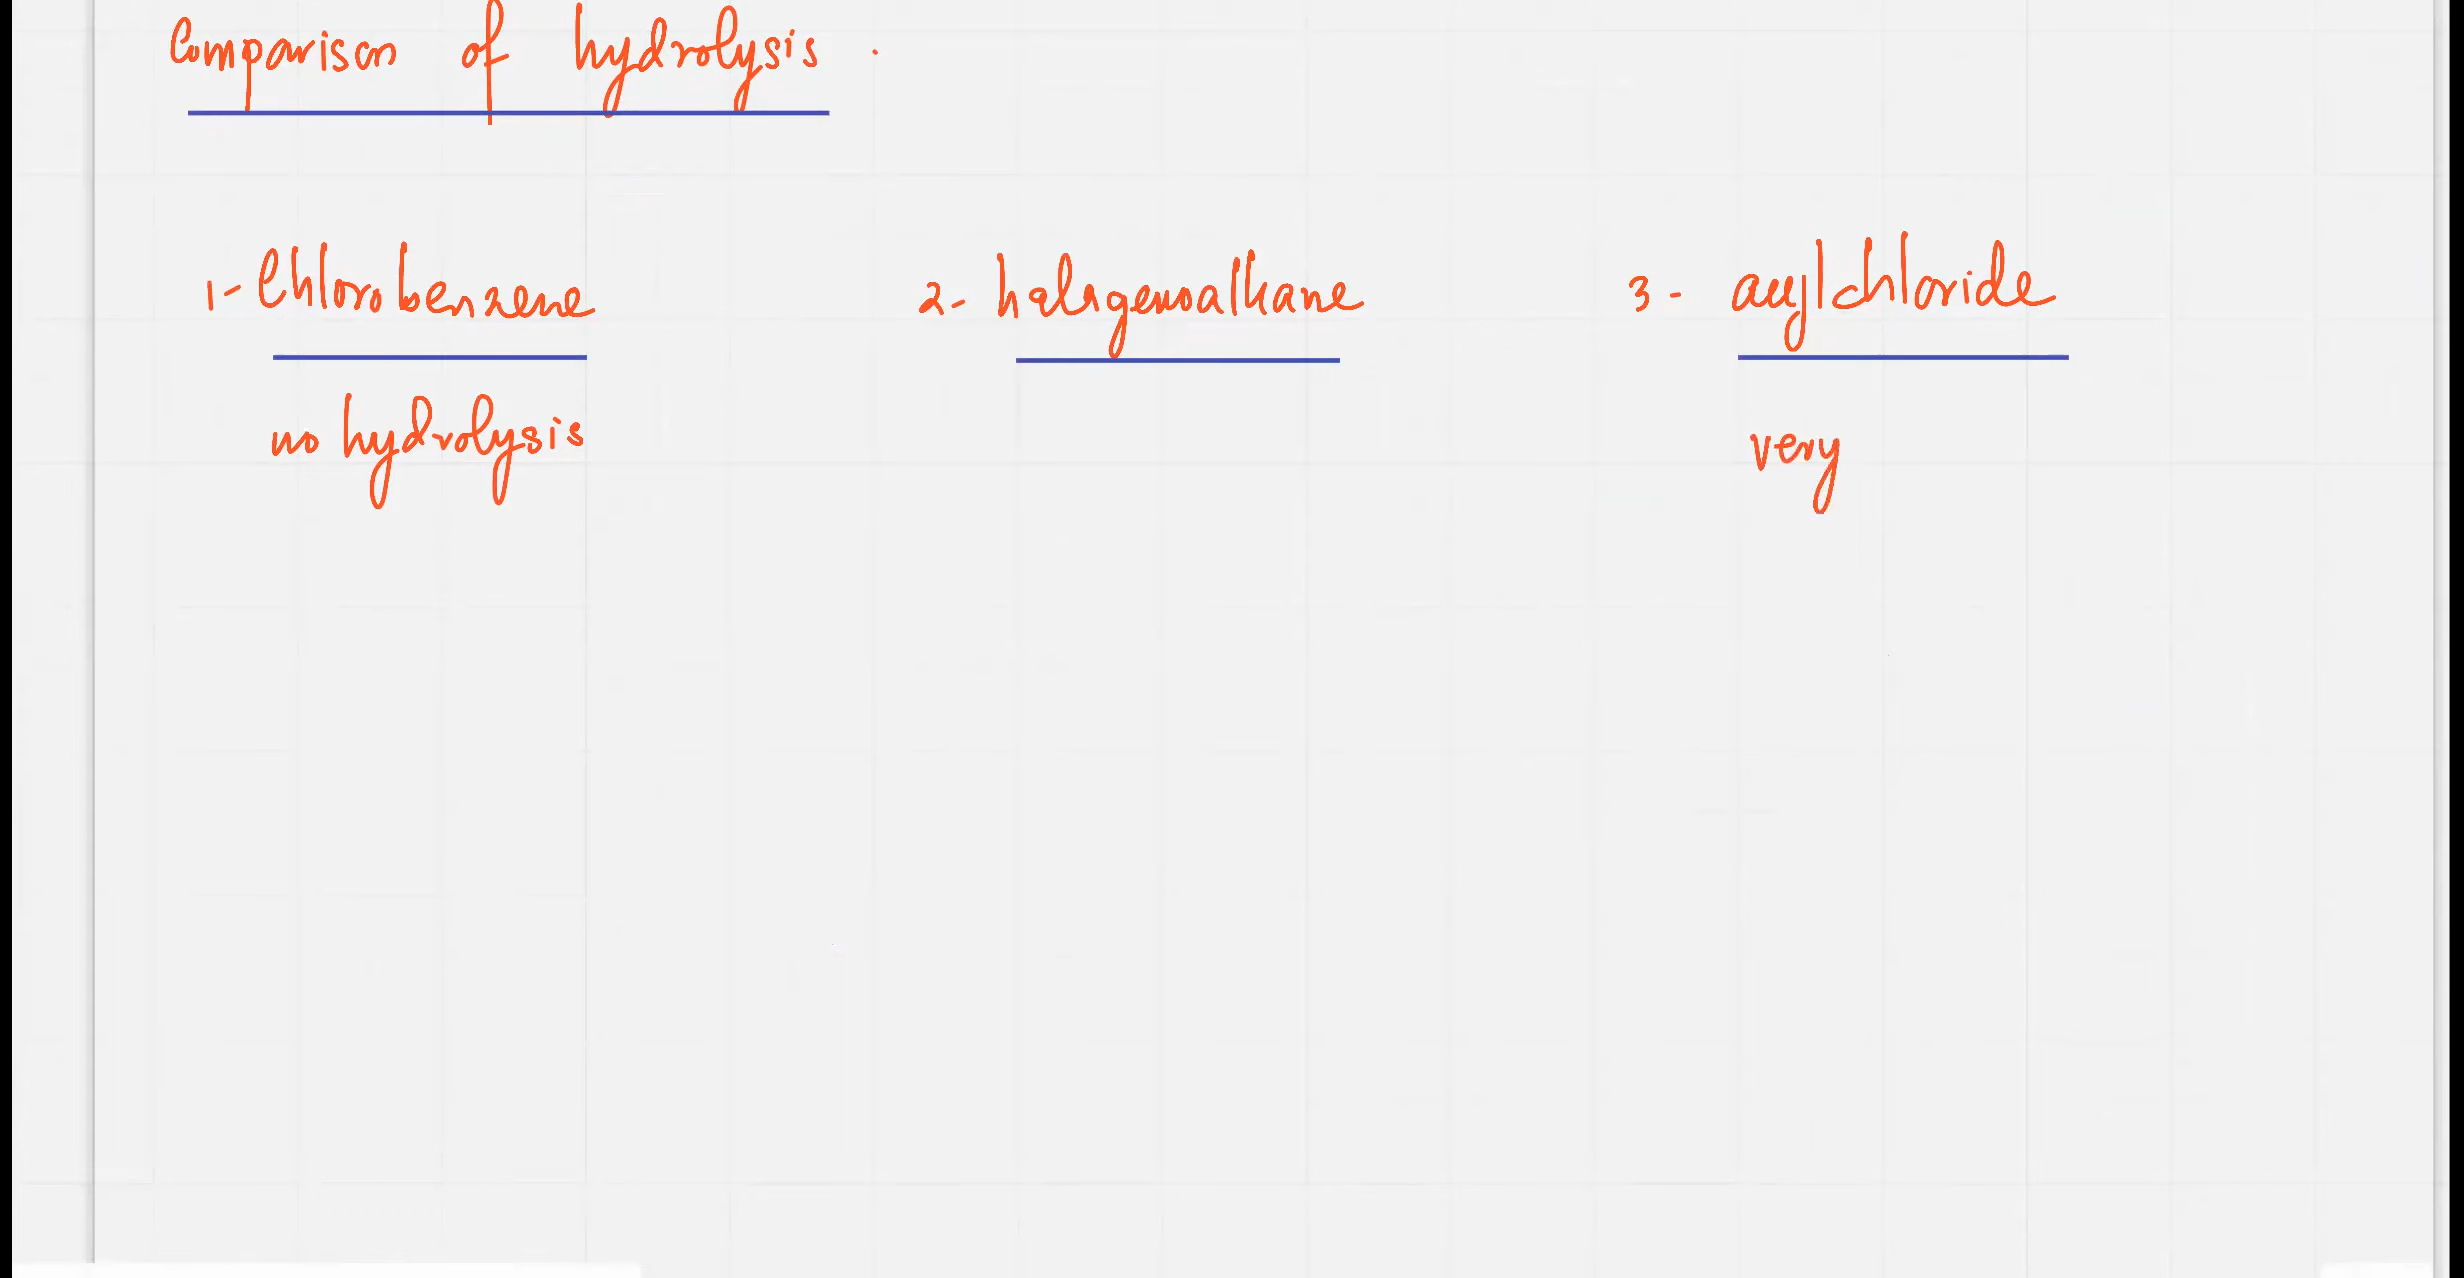 Comparison of hydrolysis .
1- Chlorobenzene
2- halogenoalkane
3- acylchloride
no hydrolysis
very